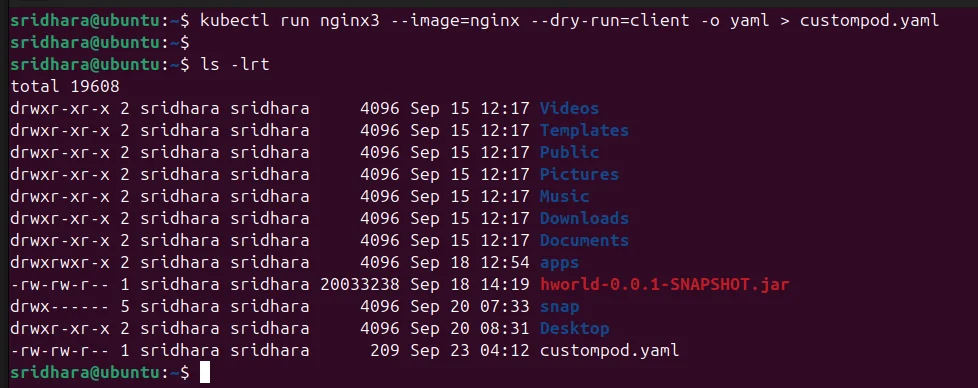 sridhara@ubuntu:~$ kubectl run nginx3 --image=nginx --dry-run=client -o yaml > custompod.yaml
sridhara@ubuntu:~$
sridhara@ubuntu:~$ ls -lrt
total 19608
drwxr-xr-x 2 sridhara sridhara     4096 Sep 15 12:17 Videos
drwxr-xr-x 2 sridhara sridhara     4096 Sep 15 12:17 Templates
drwxr-xr-x 2 sridhara sridhara     4096 Sep 15 12:17 Public
drwxr-xr-x 2 sridhara sridhara     4096 Sep 15 12:17 Pictures
drwxr-xr-x 2 sridhara sridhara     4096 Sep 15 12:17 Music
drwxr-xr-x 2 sridhara sridhara     4096 Sep 15 12:17 Downloads
drwxr-xr-x 2 sridhara sridhara     4096 Sep 15 12:17 Documents
drwxrwxr-x 2 sridhara sridhara     4096 Sep 18 12:54 apps
-rw-rw-r-- 1 sridhara sridhara 20033238 Sep 18 14:19 hworld-0.0.1-SNAPSHOT.jar
drwx------ 5 sridhara sridhara     4096 Sep 20 07:33 snap
drwxr-xr-x 2 sridhara sridhara     4096 Sep 20 08:31 Desktop
-rw-rw-r-- 1 sridhara sridhara      209 Sep 23 04:12 custompod.yaml
sridhara@ubuntu:~$